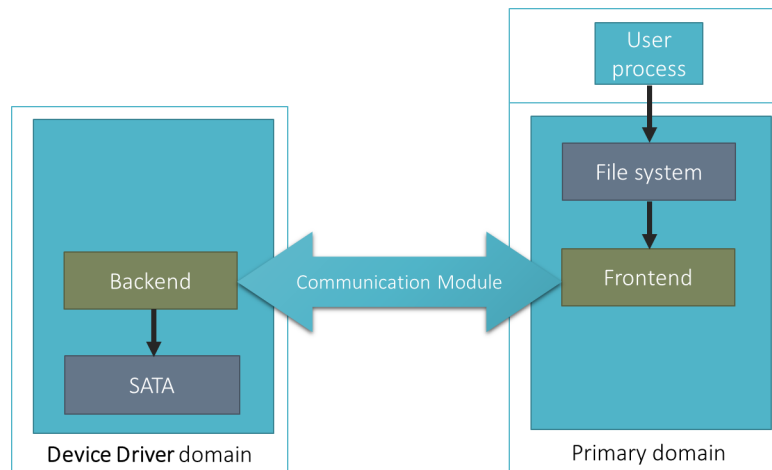 User
process
File system
Frontend
Primary domain
Communication Module
Backend
SATA
Device Driver domain